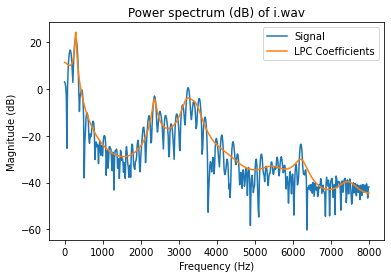 Power spectrum (dB) of i.wav
Signal
LPC Coefficients
Magnitude (dB)
20
0
−20
−40
−60
0 1000 2000 3000 4000 5000 6000 7000 8000
Frequency (Hz)